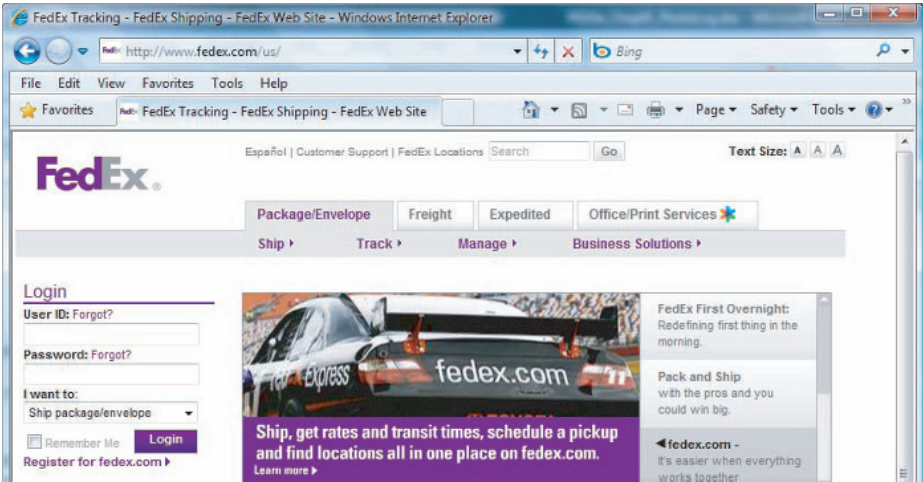 FedEx Tracking - FedEx Shipping - FedEx Web Site - Windows Internet Explorer
FedEx http://www.fedex.com/us/
Bing
File Edit View Favorites Tools Help
Favorites
FedEx FedEx Tracking - FedEx Shipping - FedEx Web Site
Page Safety Tools
Español | Customer Support | FedEx Locations Search Go
Text Size: A A A
FedEx®
Package/Envelope Freight Expedited Office/Print Services
Ship Track Manage Business Solutions
Login
User ID: Forgot?
Password: Forgot?
I want to:
Ship package/envelope
Remember Me Login
Register for fedex.com
Express
fedex.com
11
TOYOTA
Ship, get rates and transit times, schedule a pickup
and find locations all in one place on fedex.com.
Learn more
FedEx First Overnight:
Redefining first thing in the
morning.
Pack and Ship
with the pros and you
could win big.
fedex.com -
It's easier when everything
works together